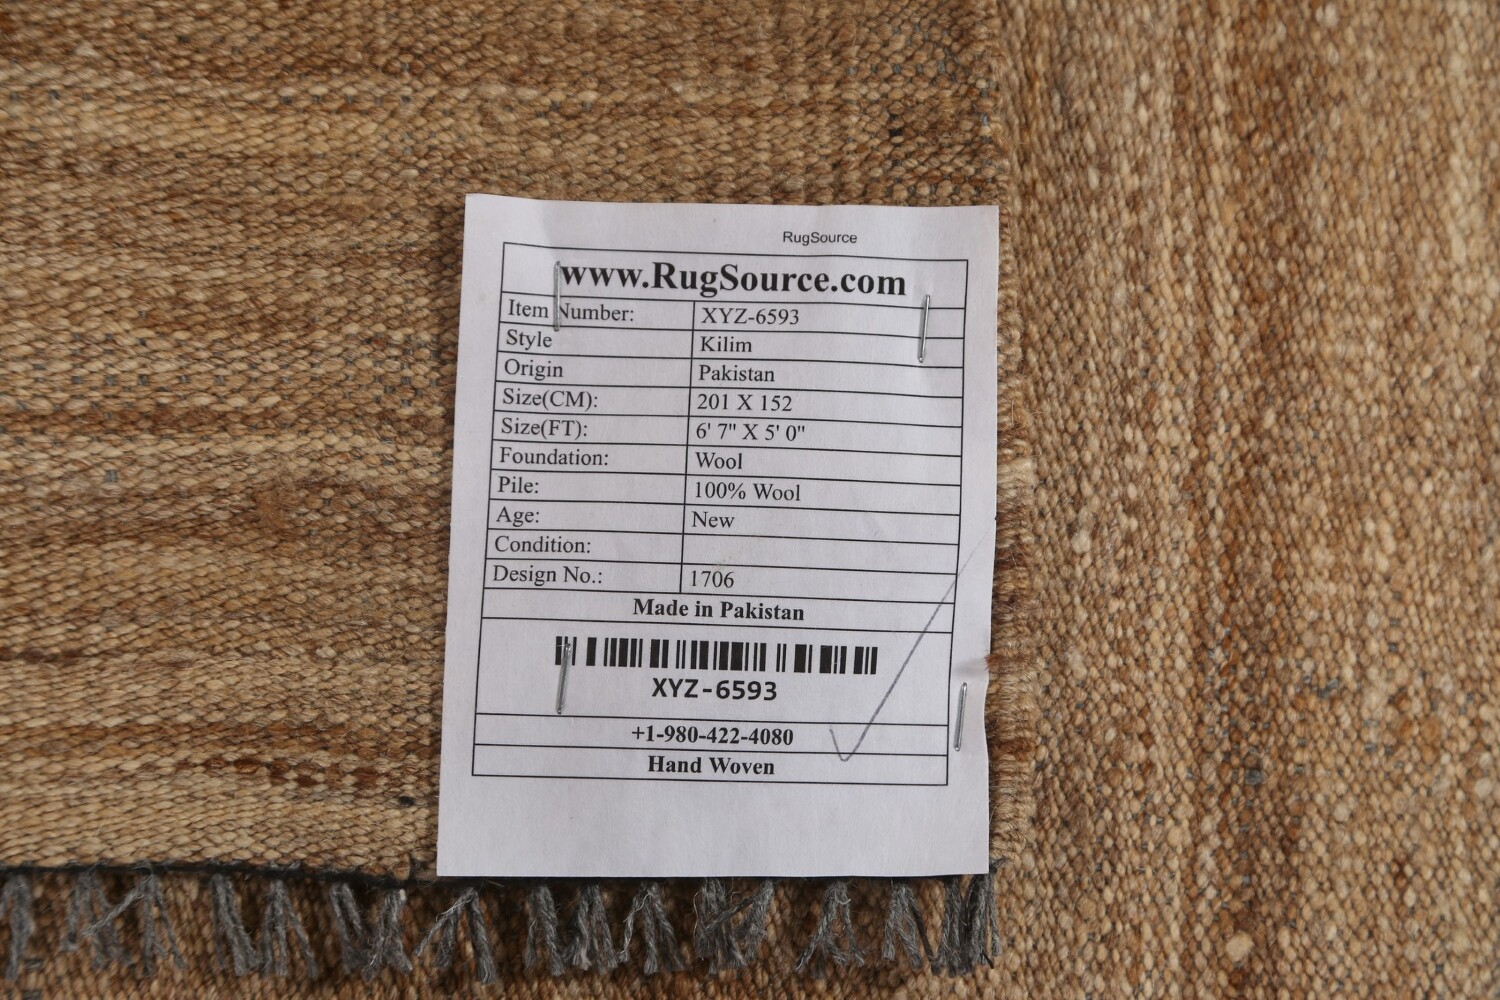 RugSource
www.RugSource.com
Item Number: XYZ-6593
Style Kilim
Origin Pakistan
Size(CM): 201 X 152
Size(FT): 6' 7" X 5' 0"
Foundation: Wool
Pile: 100% Wool
Age: New
Condition:
Design No.: 1706
Made in Pakistan
XYZ-6593
+1-980-422-4080
Hand Woven